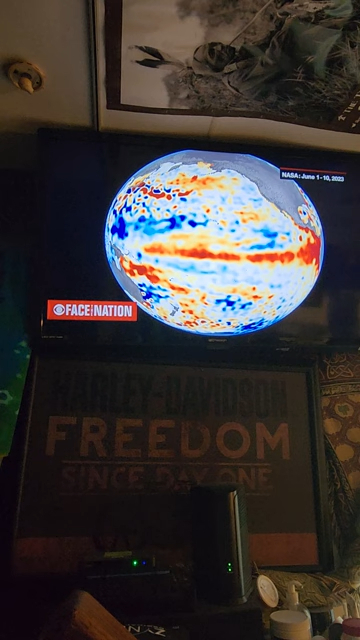 NASA: June 1-10, 2023
FACE THE NATION
HARLEY-DAVIDSON
FREEDOM
SINCE DAY ONE